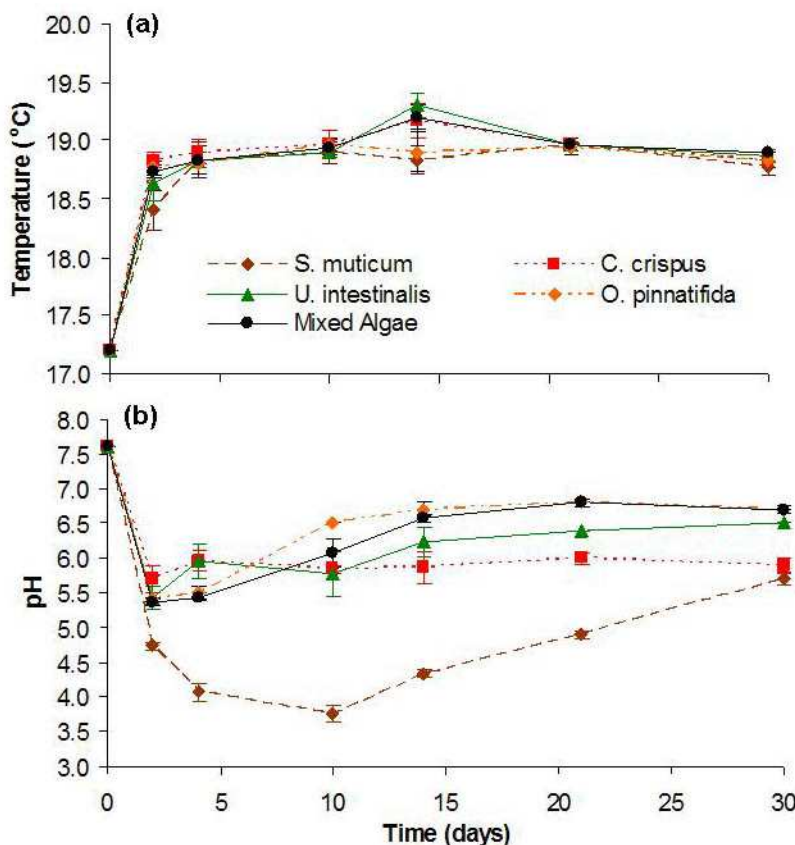 (a)
Temperature (°C)
20.0
19.5
19.0
18.5
18.0
17.5
17.0
S. muticum
C. crispus
U. intestinalis
O. pinnatifida
Mixed Algae
(b)
pH
8.0
7.5
7.0
6.5
6.0
5.5
5.0
4.5
4.0
3.5
3.0
0 5 10 15 20 25 30
Time (days)